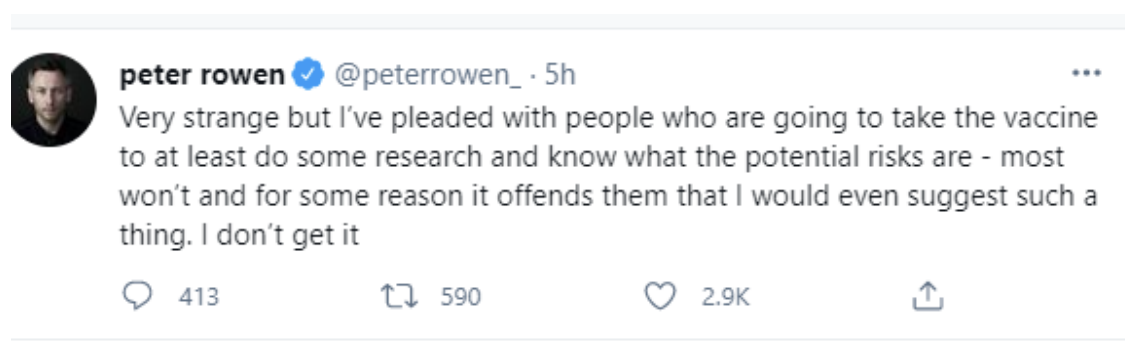 peter rowen @peterrowen_ · 5h
Very strange but I’ve pleaded with people who are going to take the vaccine
to at least do some research and know what the potential risks are - most
won’t and for some reason it offends them that I would even suggest such a
thing. I don’t get it
413 590 2.9K